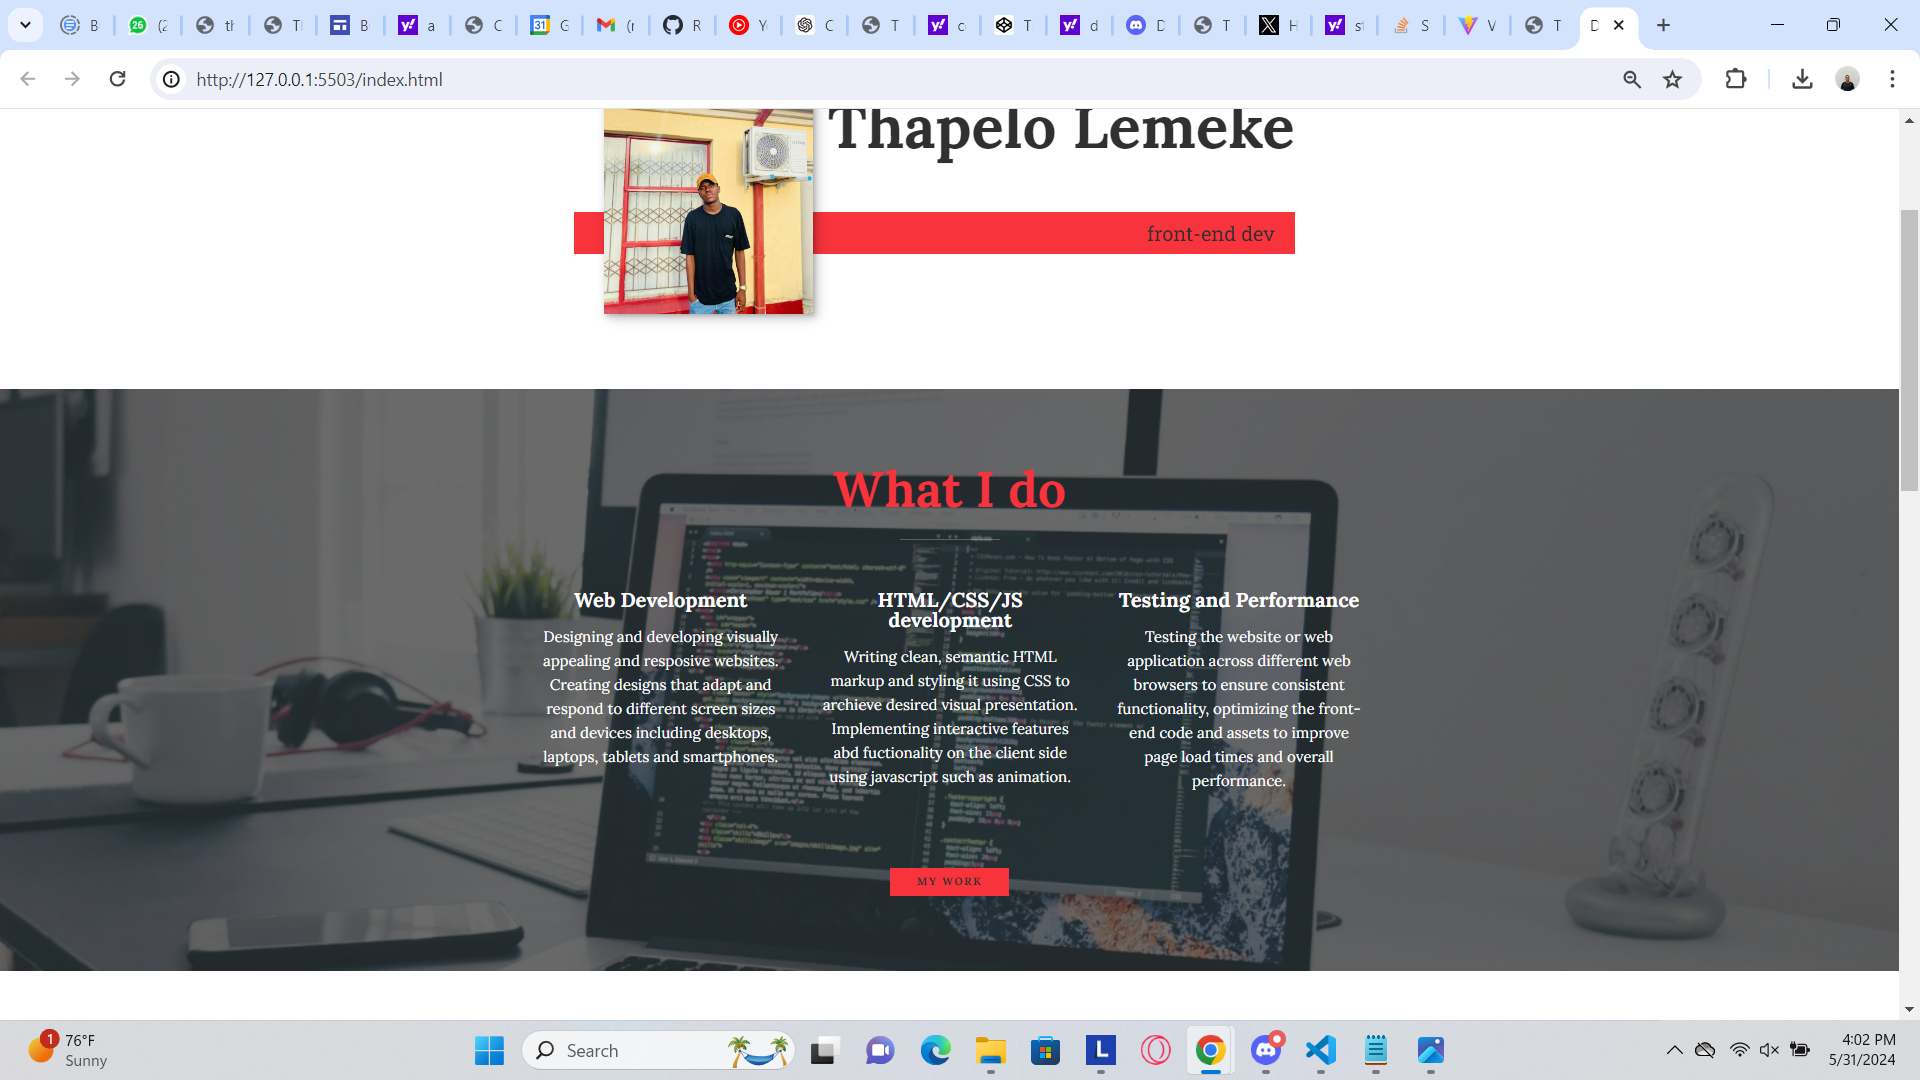 B
(2
th
Tl
B
a
C
31
G
(n
R
Y
C
T
c
T
d
D
T
H
st
S
V
T
D
http://127.0.0.1:5503/index.html
Thapelo Lemeke
front-end dev
What I do
Web Development
Designing and developing visually
appealing and resposive websites.
Creating designs that adapt and
respond to different screen sizes
and devices including desktops,
laptops, tablets and smartphones.
HTML/CSS/JS
development
Writing clean, semantic HTML
markup and styling it using CSS to
archieve desired visual presentation.
Implementing interactive features
abd fuctionality on the client side
using javascript such as animation.
Testing and Performance
Testing the website or web
application across different web
browsers to ensure consistent
functionality, optimizing the front-
end code and assets to improve
page load times and overall
performance.
MY WORK
1
76°F
Sunny
Search
L
4:02 PM
5/31/2024